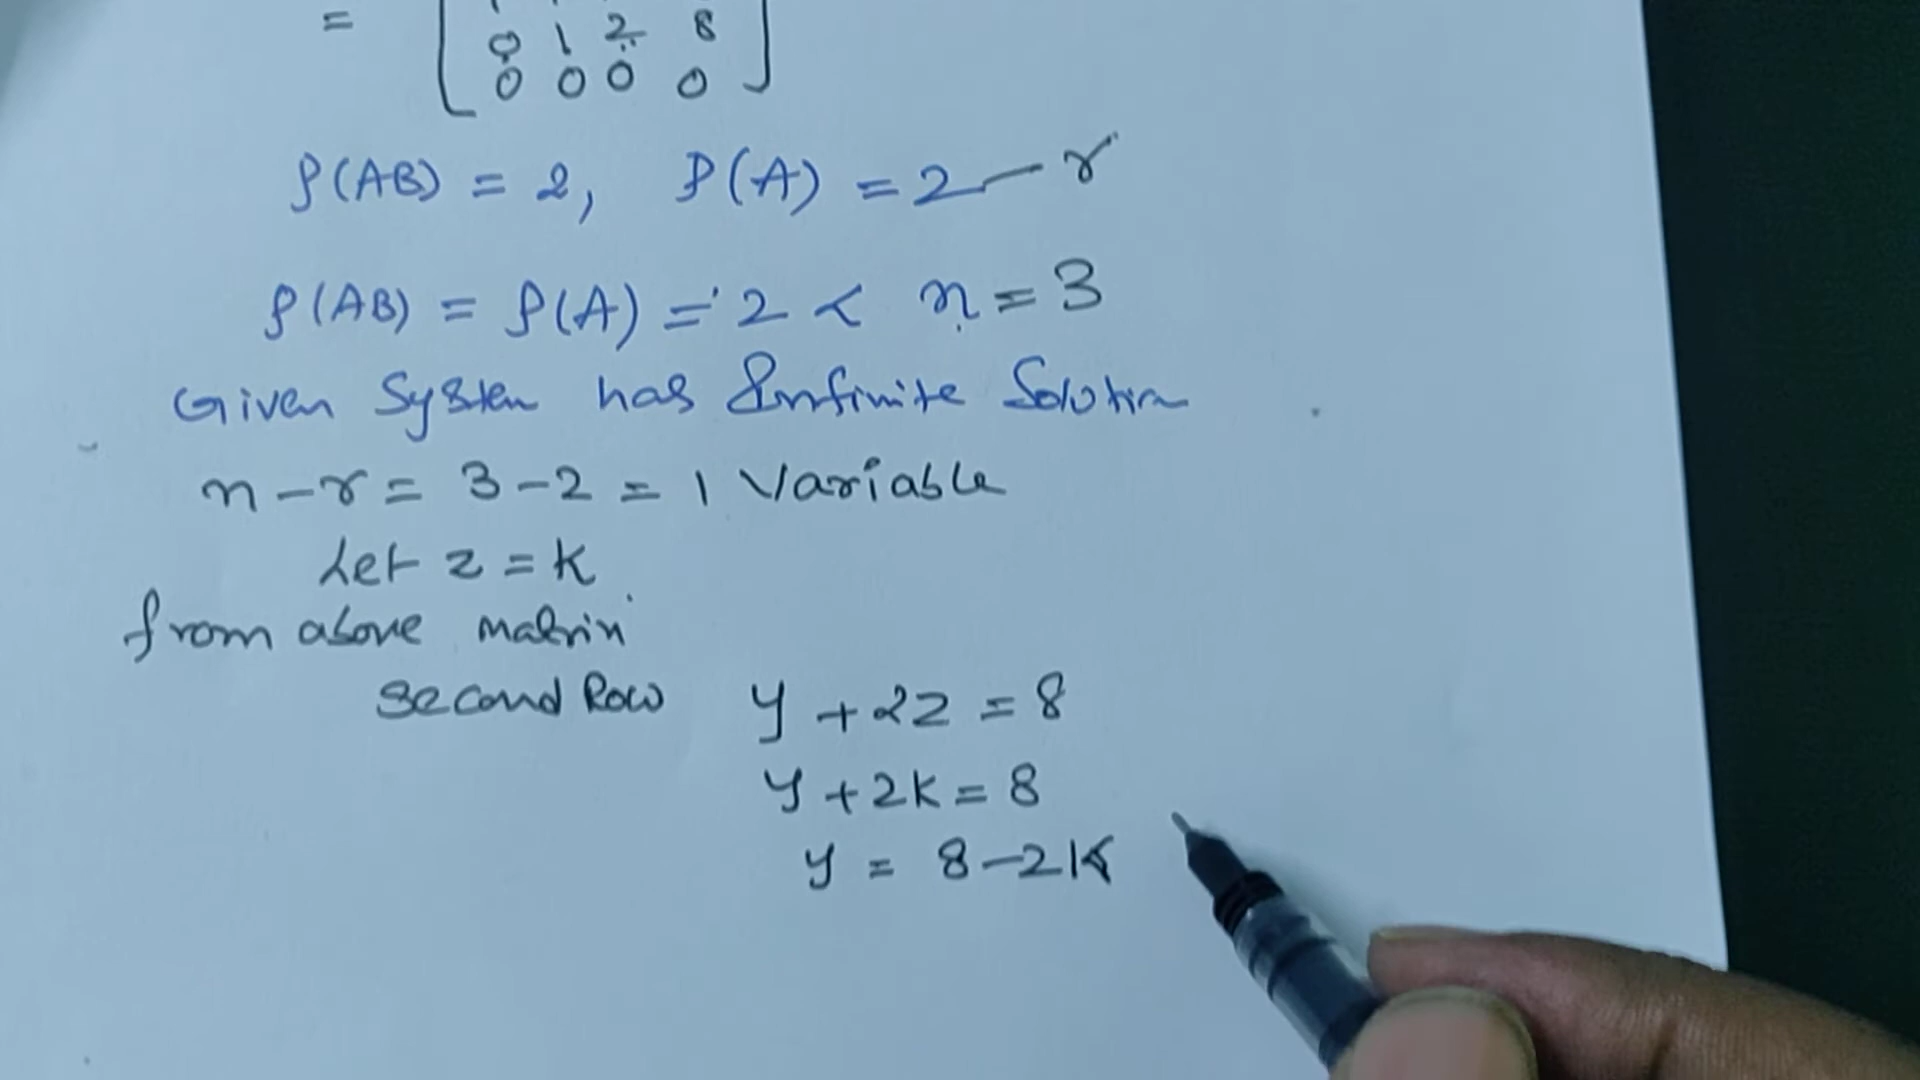 = 0 1 2 8
0 0 0 0
ρ(AB) = 2, ρ(A) = 2 — r
ρ(AB) = ρ(A) = 2 < n = 3
Given System has Infinite Solution
n - r = 3 - 2 = 1 Variable
Let z = k
from above matrix
second Row y + 2z = 8
y + 2k = 8
y = 8 - 2k